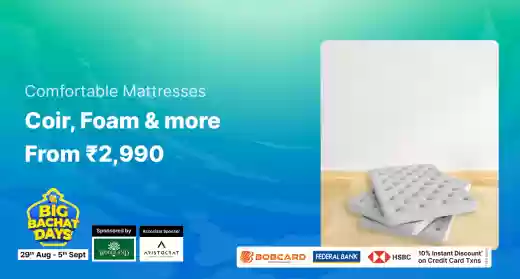 Comfortable Mattresses
Coir, Foam & more
From ₹2,990
BIG
BACHAT
DAYS
29th Aug - 5th Sept
Sponsored by
WOODLAND
Associate Sponsor
ARISTOCRAT
BOBCARD
FEDERAL BANK
HSBC
10% Instant Discount*
on Credit Card Txns